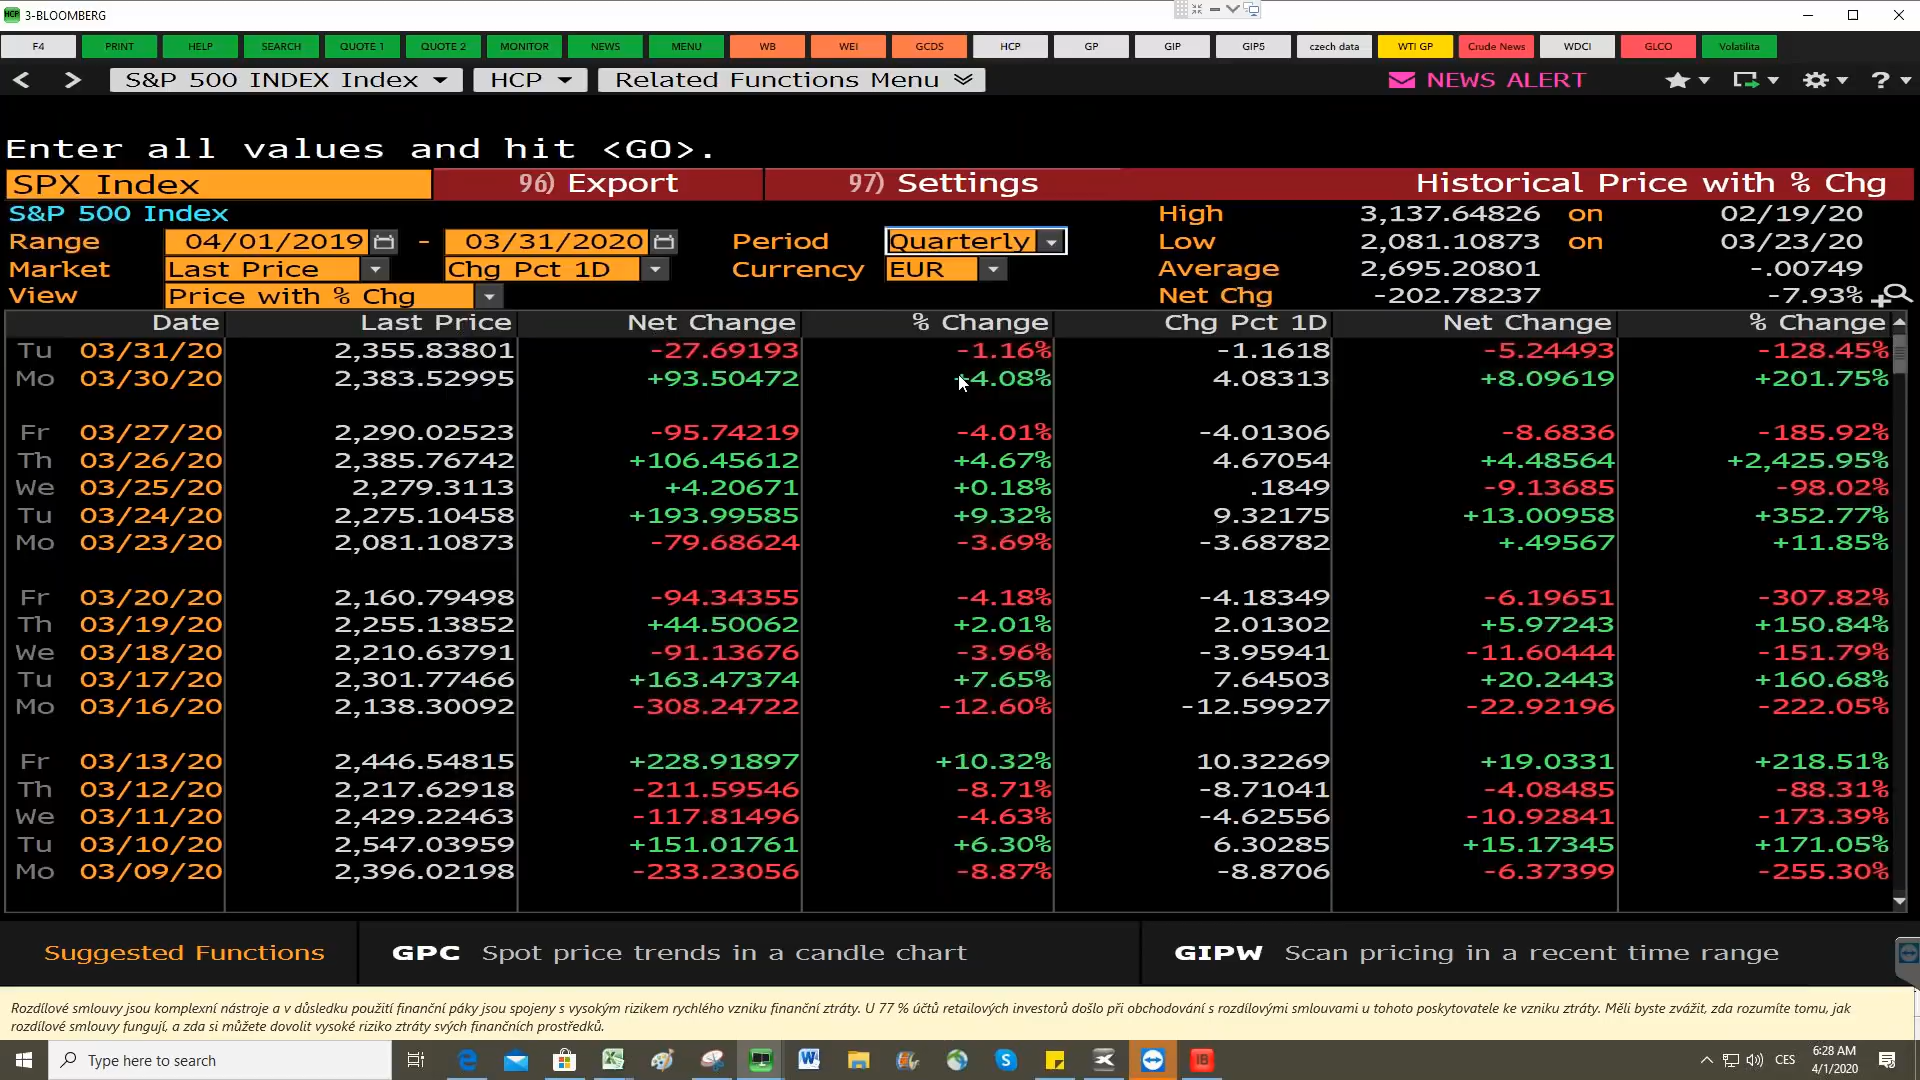 3-BLOOMBERG
F4 PRINT HELP SEARCH QUOTE 1 QUOTE 2 MONITOR NEWS MENU WB WEI GCDS HCP GP GIP GIP5 czech data WTI GP Crude News WDCI GLCO Volatilita
S&P 500 INDEX Index HCP Related Functions Menu NEWS ALERT
Enter all values and hit <GO>.
SPX Index 96) Export 97) Settings Historical Price with % Chg
S&P 500 Index High 3,137.64826 on 02/19/20
Range 04/01/2019 - 03/31/2020 Period Quarterly Low 2,081.10873 on 03/23/20
Market Last Price Chg Pct 1D Currency EUR Average 2,695.20801 -.00749
View Price with % Chg Net Chg -202.78237 -7.93%
Date Last Price Net Change % Change Chg Pct 1D Net Change % Change
Tu 03/31/20 2,355.83801 -27.69193 -1.16% -1.1618 -5.24493 -128.45%
Mo 03/30/20 2,383.52995 +93.50472 +4.08% 4.08313 +8.09619 +201.75%
Fr 03/27/20 2,290.02523 -95.74219 -4.01% -4.01306 -8.6836 -185.92%
Th 03/26/20 2,385.76742 +106.45612 +4.67% 4.67054 +4.48564 +2,425.95%
We 03/25/20 2,279.3113 +4.20671 +0.18% .1849 -9.13685 -98.02%
Tu 03/24/20 2,275.10458 +193.99585 +9.32% 9.32175 +13.00958 +352.77%
Mo 03/23/20 2,081.10873 -79.68624 -3.69% -3.68782 +.49567 +11.85%
Fr 03/20/20 2,160.79498 -94.34355 -4.18% -4.18349 -6.19651 -307.82%
Th 03/19/20 2,255.13852 +44.50062 +2.01% 2.01302 +5.97243 +150.84%
We 03/18/20 2,210.63791 -91.13676 -3.96% -3.95941 -11.60444 -151.79%
Tu 03/17/20 2,301.77466 +163.47374 +7.65% 7.64503 +20.2443 +160.68%
Mo 03/16/20 2,138.30092 -308.24722 -12.60% -12.59927 -22.92196 -222.05%
Fr 03/13/20 2,446.54815 +228.91897 +10.32% 10.32269 +19.0331 +218.51%
Th 03/12/20 2,217.62918 -211.59546 -8.71% -8.71041 -4.08485 -88.31%
We 03/11/20 2,429.22463 -117.81496 -4.63% -4.62556 -10.92841 -173.39%
Tu 03/10/20 2,547.03959 +151.01761 +6.30% 6.30285 +15.17345 +171.05%
Mo 03/09/20 2,396.02198 -233.23056 -8.87% -8.8706 -6.37399 -255.30%
Suggested Functions GPC Spot price trends in a candle chart GIPW Scan pricing in a recent time range
Rozdílové smlouvy jsou komplexní nástroje a v důsledku použití finanční páky jsou spojeny s vysokým rizikem rychlého vzniku finanční ztráty. U 77 % účtů retailových investorů došlo při obchodování s rozdílovými smlouvami u tohoto poskytovatele ke vzniku ztráty. Měli byste zvážit, zda rozumíte tomu, jak
rozdílové smlouvy fungují, a zda si můžete dovolit vysoké riziko ztráty svých finančních prostředků.
Type here to search CES 6:28 AM
4/1/2020